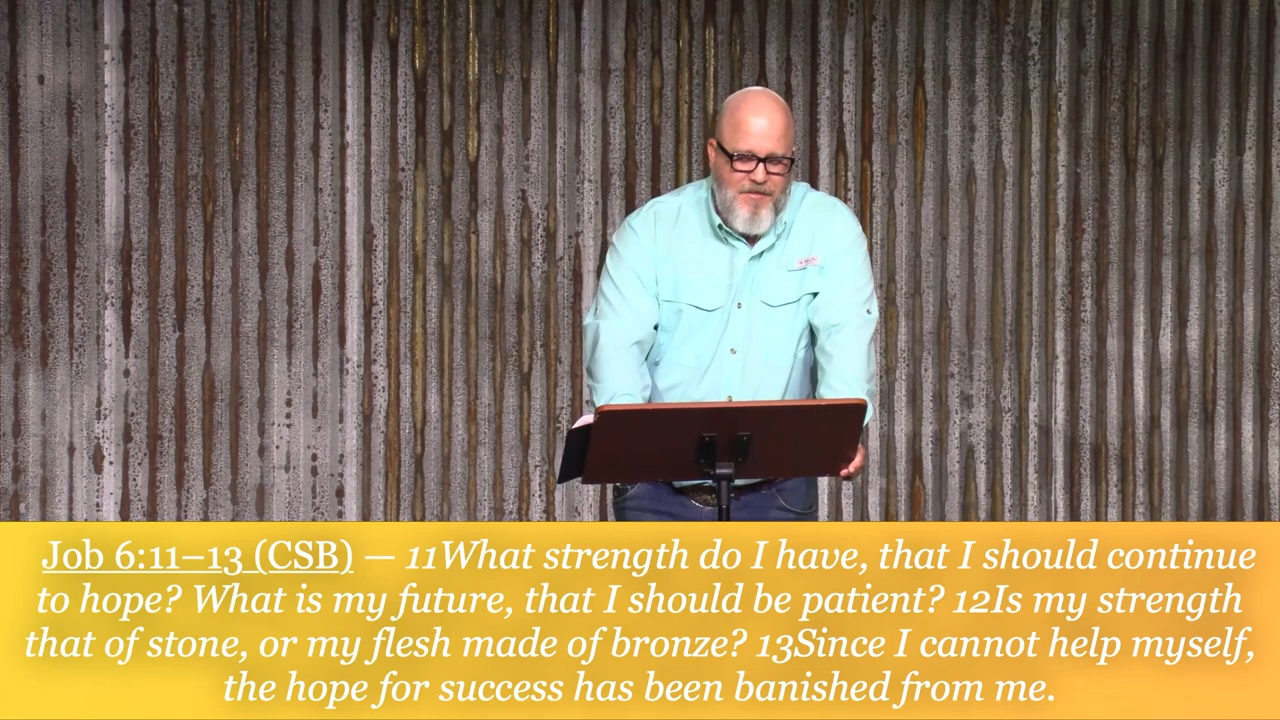 Job 6:11–13 (CSB) — 11What strength do I have, that I should continue
to hope? What is my future, that I should be patient? 12Is my strength
that of stone, or my flesh made of bronze? 13Since I cannot help myself,
the hope for success has been banished from me.